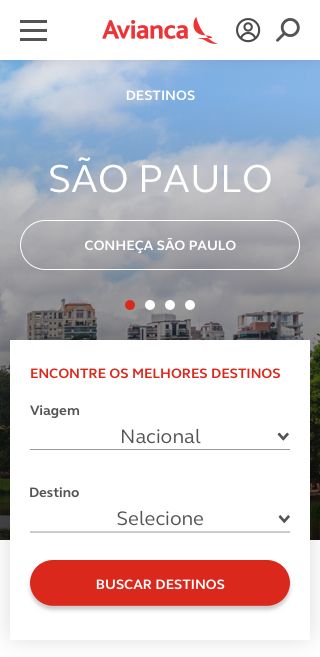 Avianca
DESTINOS
SÃO PAULO
CONHEÇA SÃO PAULO
ENCONTRE OS MELHORES DESTINOS
Viagem
Nacional
Destino
Selecione
BUSCAR DESTINOS